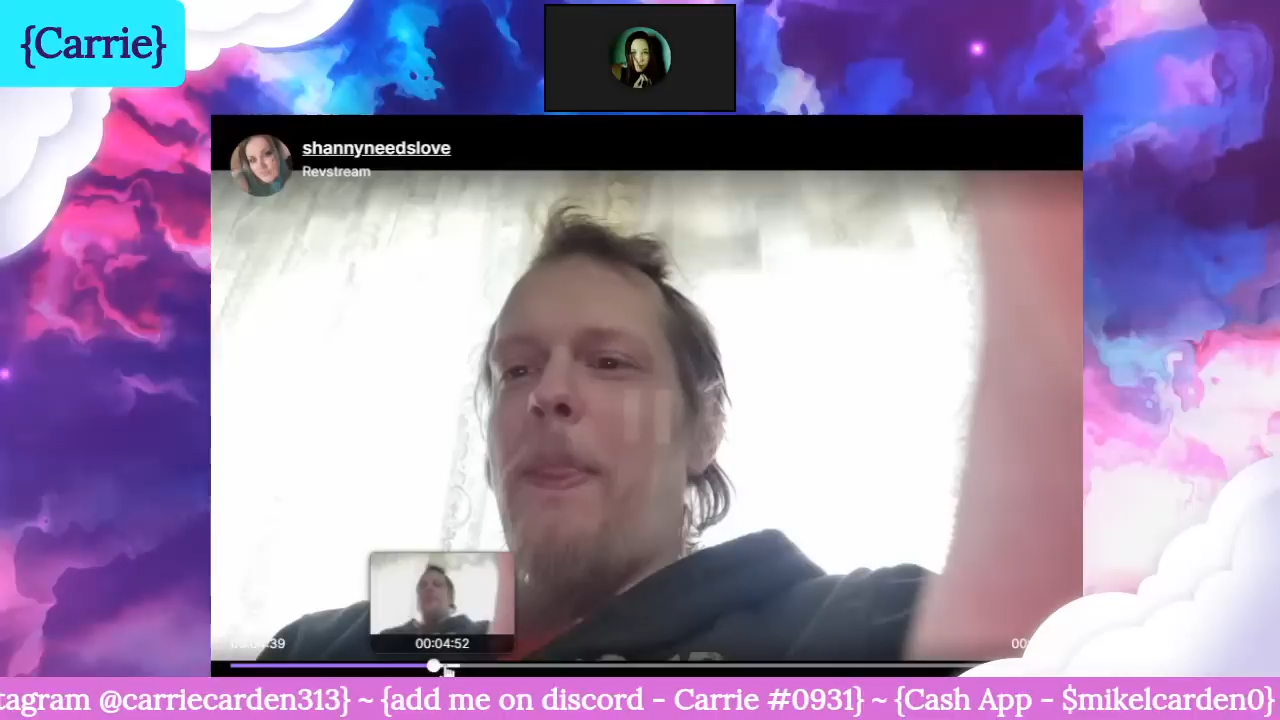 {Carrie}
shannyneedslove
Revstream
00:04:52
tagram @carriecarden313} ~ {add me on discord - Carrie #0931} ~ {Cash App - $mikelcarden0}